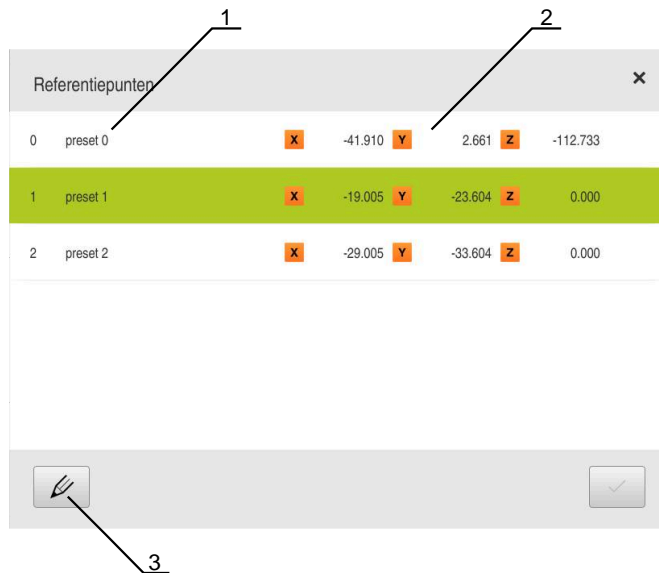 1
2
Referentiepunten
0 preset 0 X -41.910 Y 2.661 Z -112.733
1 preset 1 X -19.005 Y -23.604 Z 0.000
2 preset 2 X -29.005 Y -33.604 Z 0.000
3